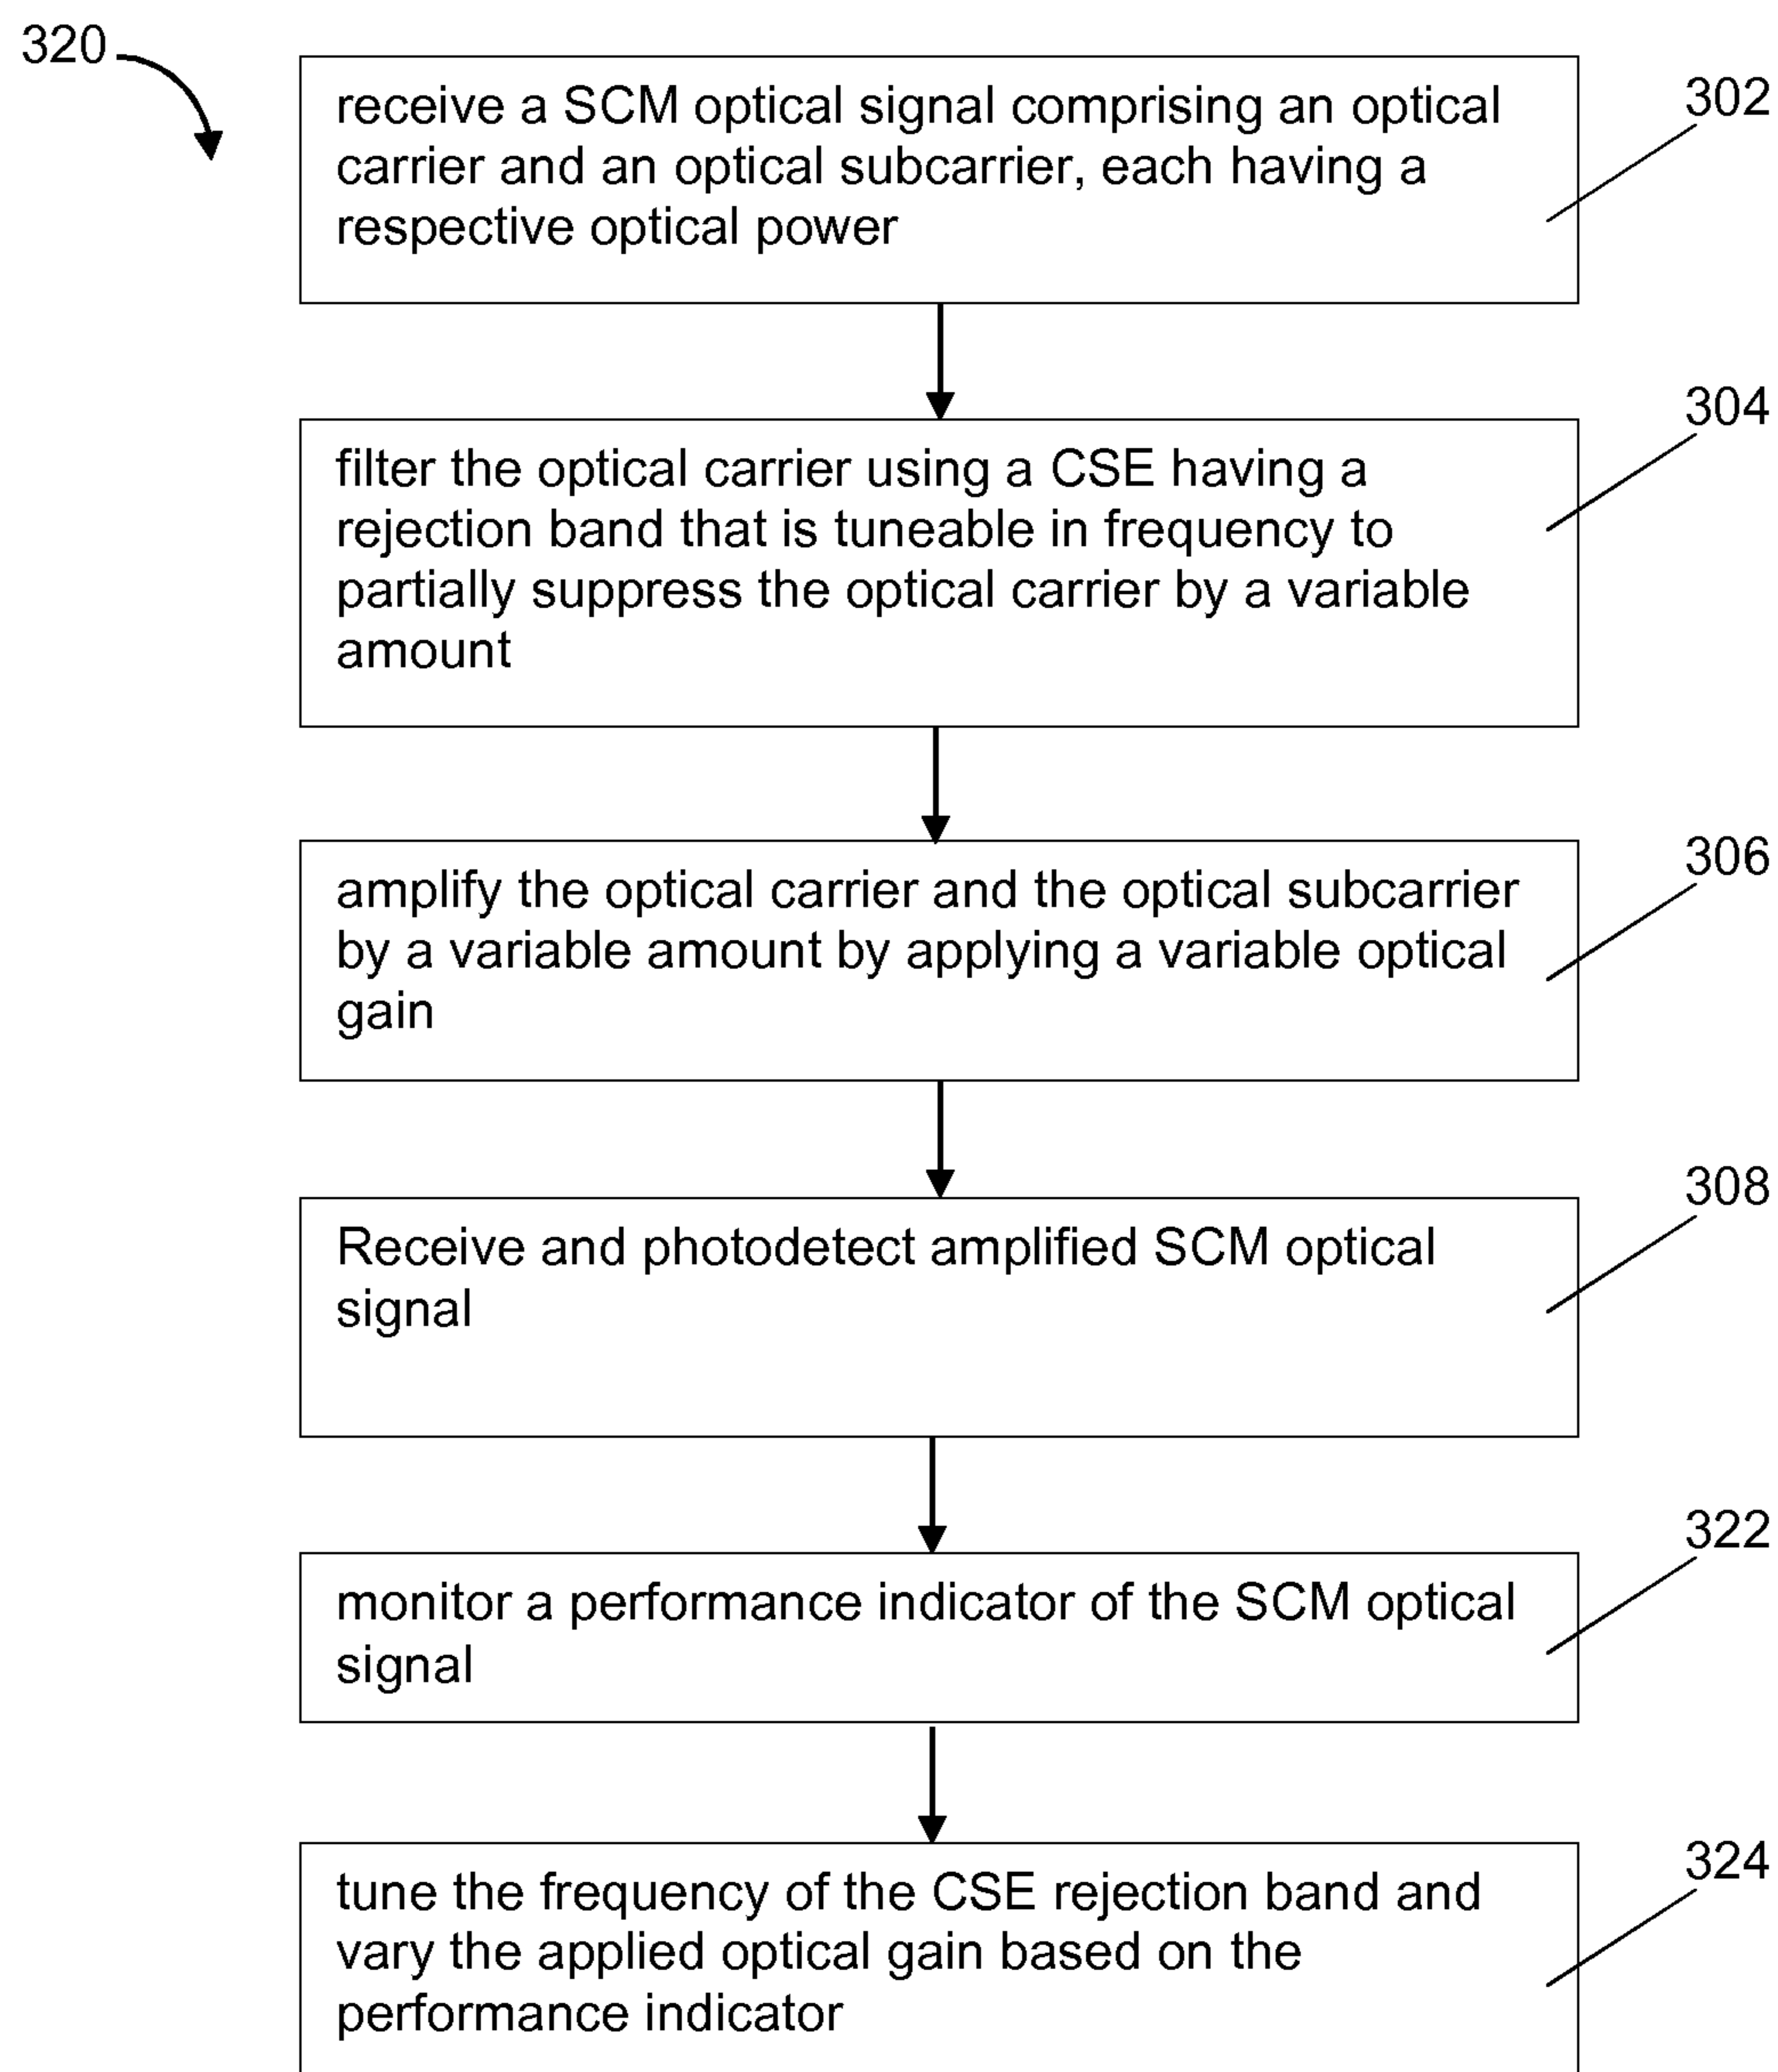 320
receive a SCM optical signal comprising an optical
carrier and an optical subcarrier, each having a
respective optical power
302
filter the optical carrier using a CSE having a
rejection band that is tuneable in frequency to
partially suppress the optical carrier by a variable
amount
304
amplify the optical carrier and the optical subcarrier
by a variable amount by applying a variable optical
gain
306
Receive and photodetect amplified SCM optical
signal
308
monitor a performance indicator of the SCM optical
signal
322
tune the frequency of the CSE rejection band and
vary the applied optical gain based on the
performance indicator
324